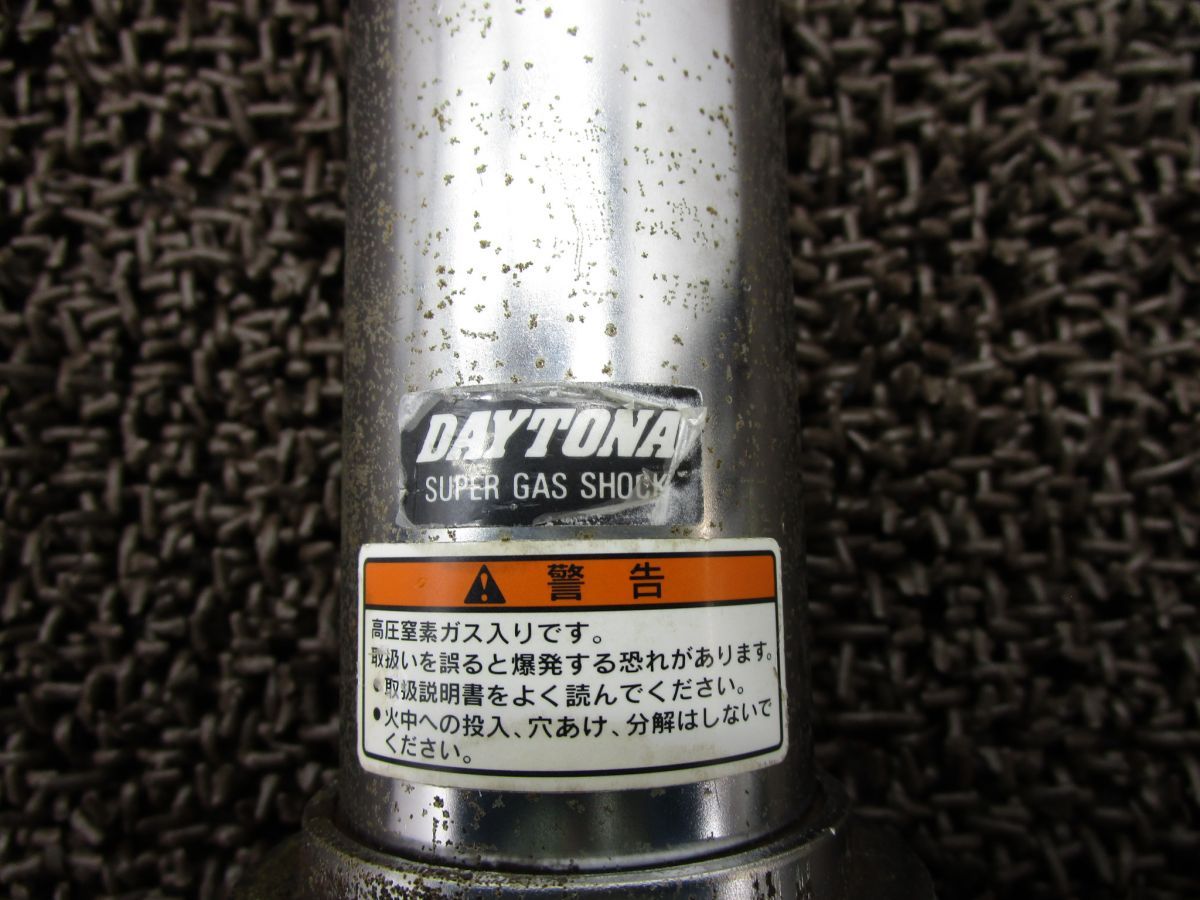 DAYTONA
SUPER GAS SHOCK
警告
高圧窒素ガス入りです。
取扱いを誤ると爆発する恐れがあります。
・取扱説明書をよく読んでください。
・火中への投入、穴あけ、分解はしないで
ください。